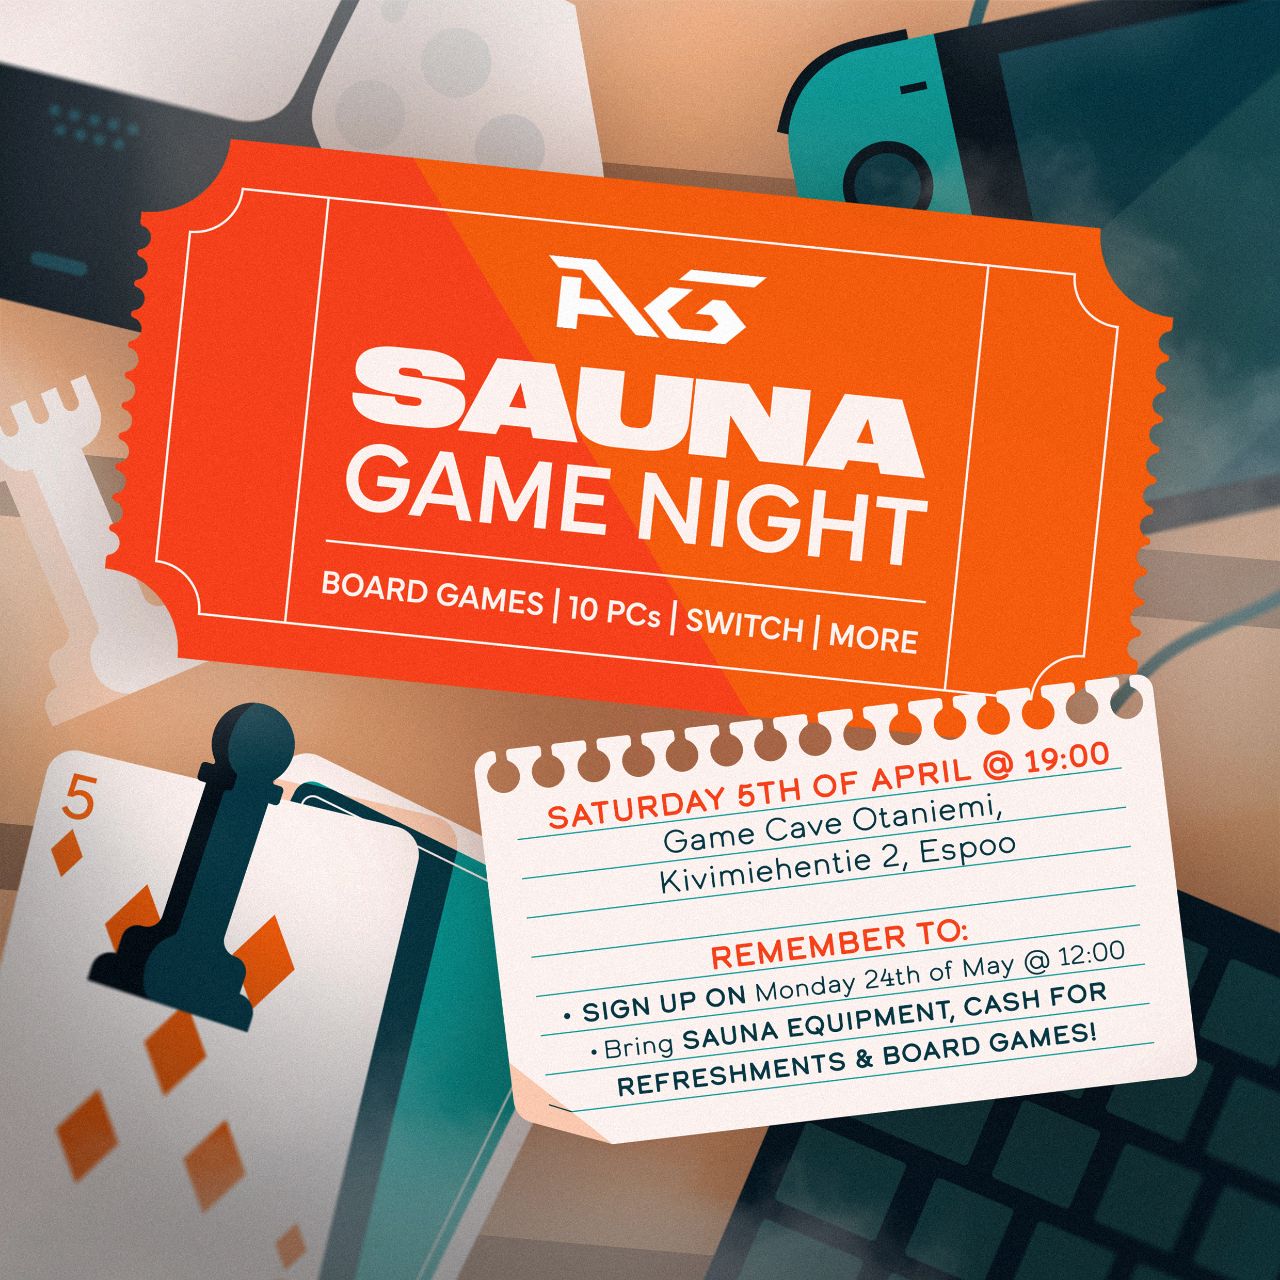 AYG
SAUNA
GAME NIGHT
BOARD GAMES | 10 PCs | SWITCH | MORE
SATURDAY 5TH OF APRIL @ 19:00
Game Cave Otaniemi,
Kivimiehentie 2, Espoo
REMEMBER TO:
• SIGN UP ON Monday 24th of May @ 12:00
• Bring SAUNA EQUIPMENT, CASH FOR
REFRESHMENTS & BOARD GAMES!
5